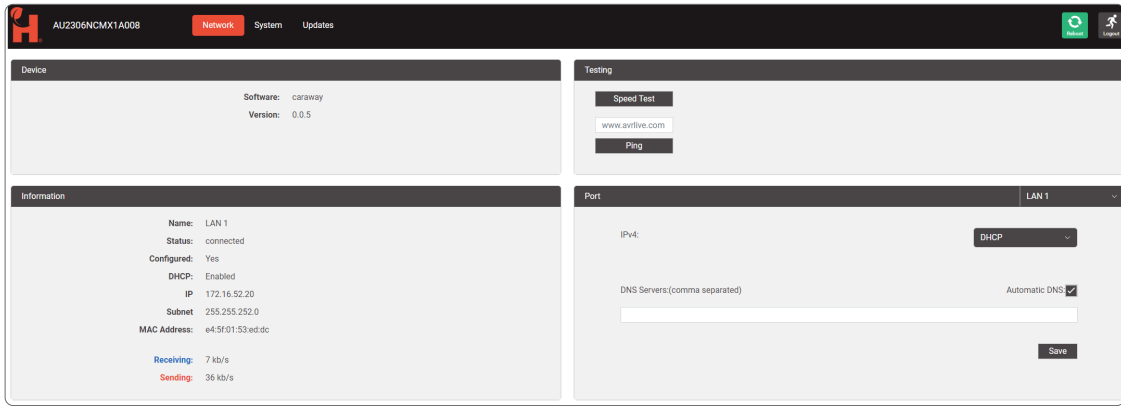 AU2306NCMX1A008
Network System Updates
Reboot
Logout
Device
Software: caraway
Version: 0.0.5
Testing
Speed Test
www.avrlive.com
Ping
Information
Name: LAN 1
Status: connected
Configured: Yes
DHCP: Enabled
IP 172.16.52.20
Subnet 255.255.252.0
MAC Address: e4:5f:01:53:ed:dc
Receiving: 7 kb/s
Sending: 36 kb/s
Port LAN 1
IPv4: DHCP
DNS Servers:(comma separated) Automatic DNS:
Save